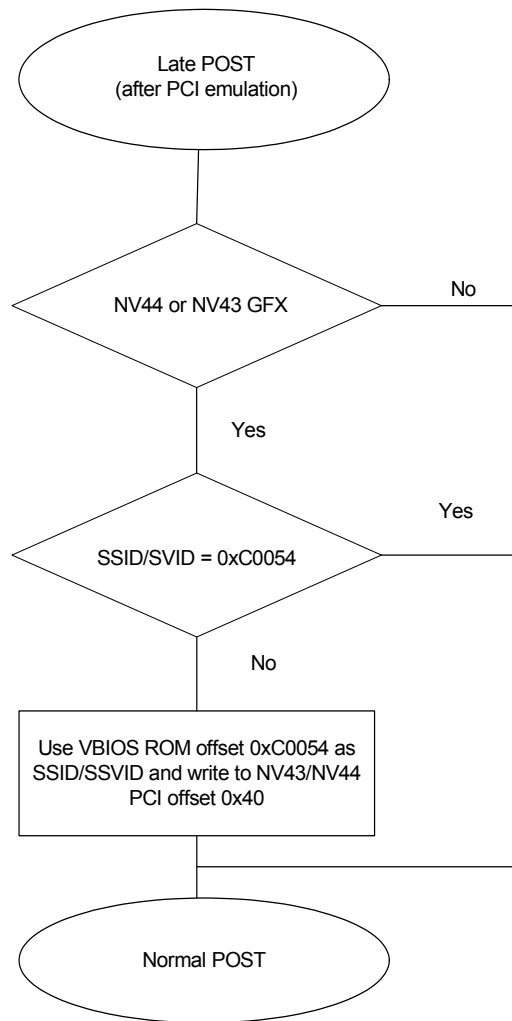 Late POST
(after PCI emulation)
NV44 or NV43 GFX
No
Yes
Yes
SSID/SVID = 0xC0054
No
Use VBIOS ROM offset 0xC0054 as
SSID/SSVID and write to NV43/NV44
PCI offset 0x40
Normal POST